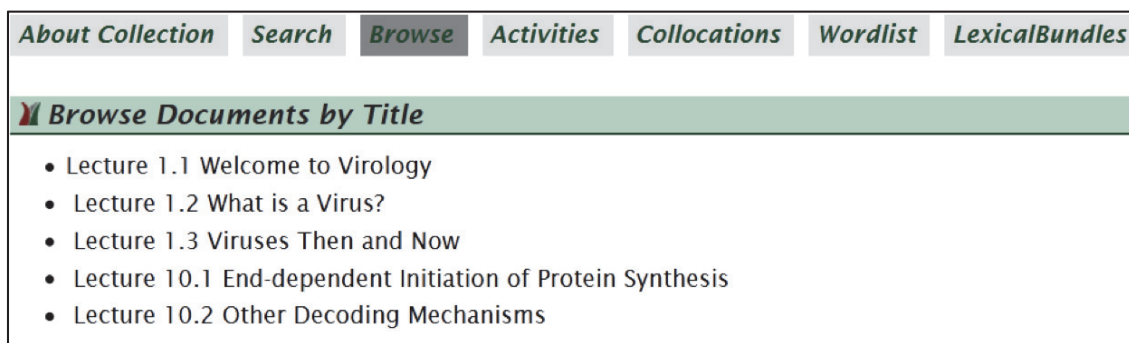 About Collection Search Browse Activities Collocations Wordlist LexicalBundles
Browse Documents by Title
• Lecture 1.1 Welcome to Virology
• Lecture 1.2 What is a Virus?
• Lecture 1.3 Viruses Then and Now
• Lecture 10.1 End-dependent Initiation of Protein Synthesis
• Lecture 10.2 Other Decoding Mechanisms